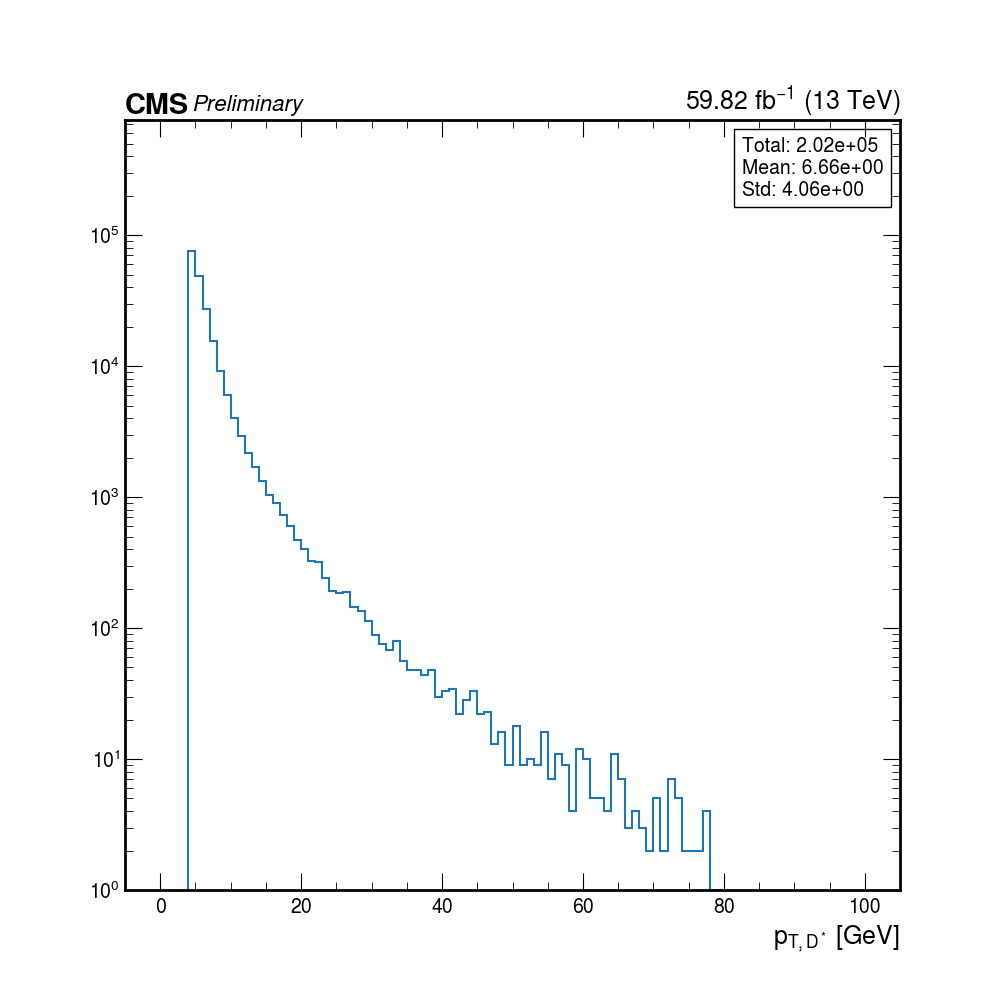 CMS Preliminary
59.82 fb⁻¹ (13 TeV)
Total: 2.02e+05
Mean: 6.66e+00
Std: 4.06e+00
10⁵
10⁴
10³
10²
10¹
10⁰
0 20 40 60 80 100
p_{T, D*} [GeV]